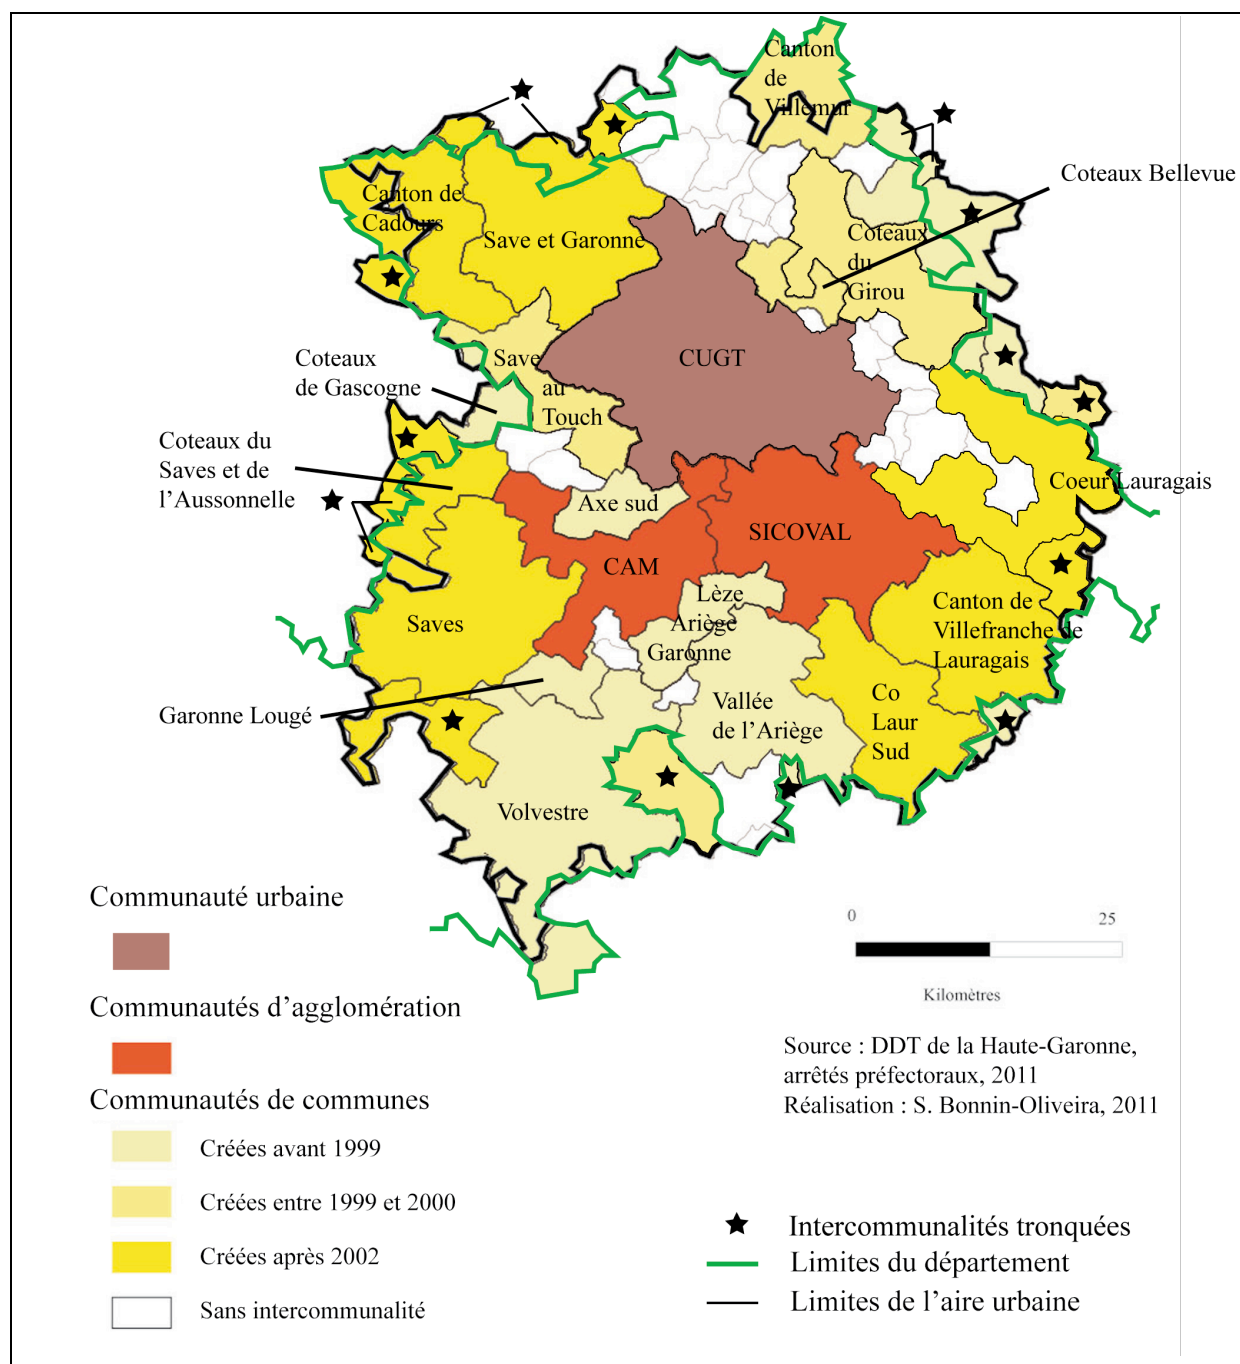 Canton
de
Villemur
Coteaux Bellevue
Canton de
Cadours
Save et Garonne
Coteaux
du
Girou
Coteaux
de Gascogne
Save
au
Touch
CUGT
Coteaux du
Saves et de
l'Aussonnelle
Coeur Lauragais
Axe sud
SICOVAL
CAM
Lèze
Ariège
Garonne
Canton de
Villefranche de
Lauragais
Saves
Garonne Lougé
Vallée
de l'Ariège
Co
Laur
Sud
Volvestre
Communauté urbaine
Communautés d'agglomération
Communautés de communes
Créées avant 1999
Créées entre 1999 et 2000
Créées après 2002
Sans intercommunalité
0 25
Kilomètres
Source : DDT de la Haute-Garonne,
arrêtés préfectoraux, 2011
Réalisation : S. Bonnin-Oliveira, 2011
Intercommunalités tronquées
Limites du département
Limites de l'aire urbaine